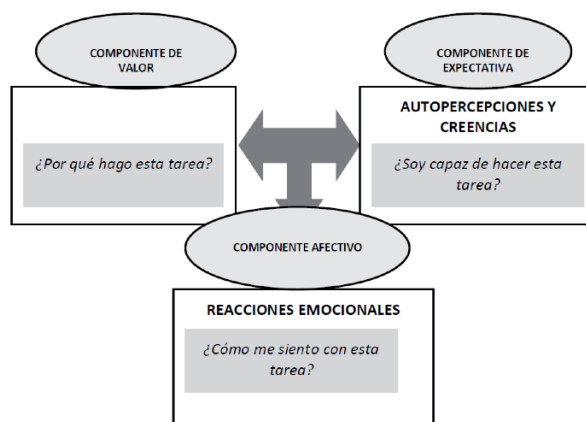 COMPONENTE DE
VALOR
¿Por qué hago esta tarea?
COMPONENTE DE
EXPECTATIVA
AUTOPERCEPCIONES Y
CREENCIAS
¿Soy capaz de hacer esta
tarea?
COMPONENTE AFECTIVO
REACCIONES EMOCIONALES
¿Cómo me siento con esta
tarea?